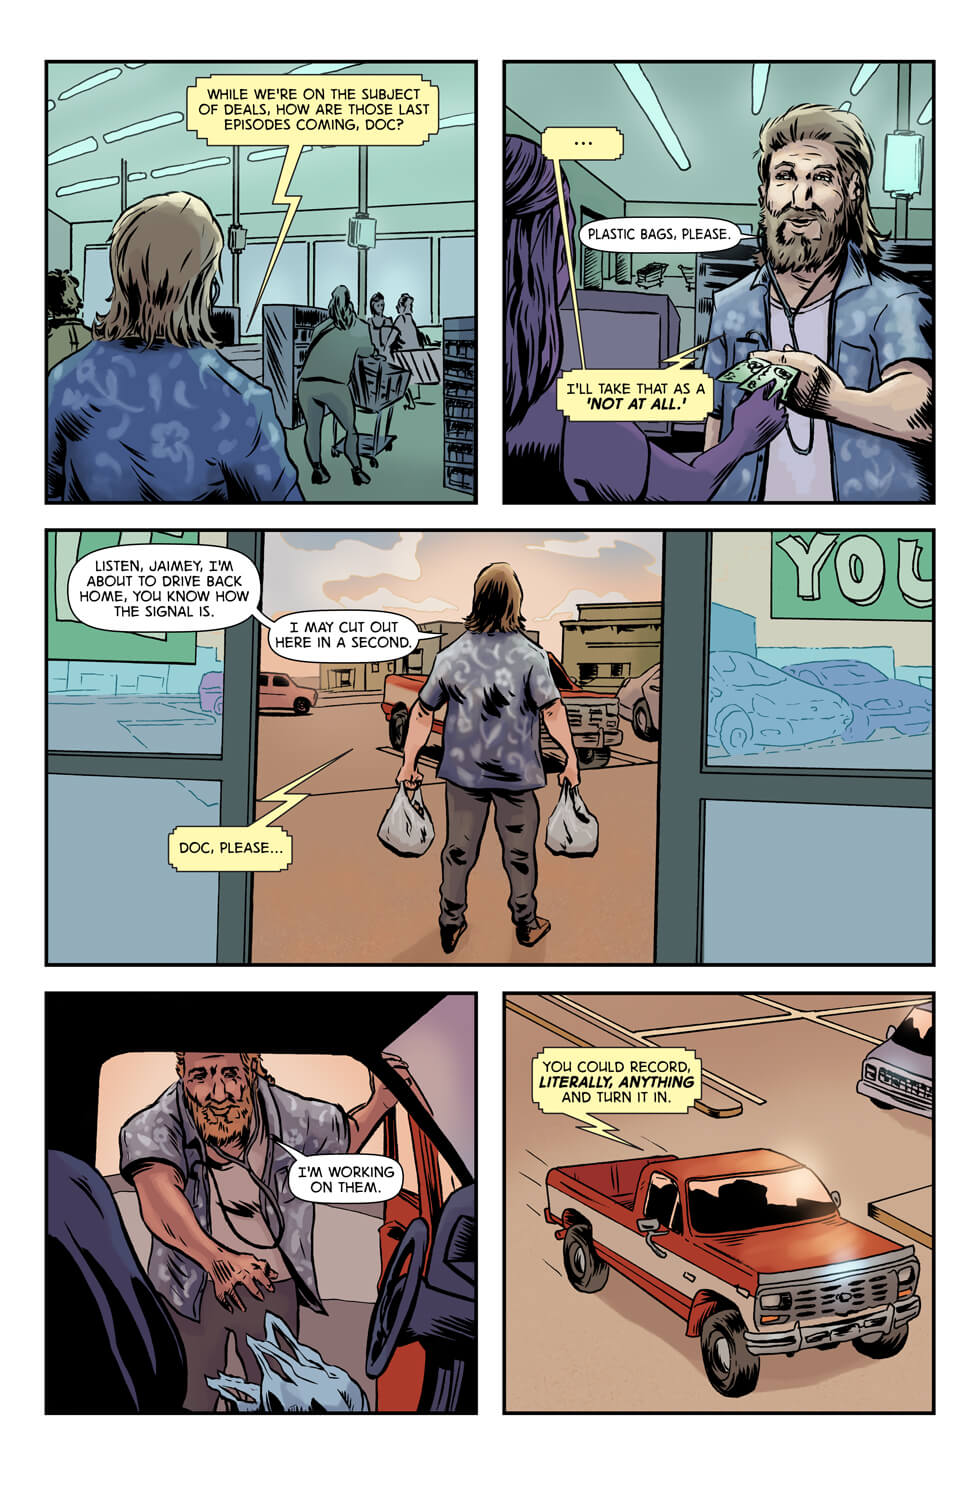 WHILE WE'RE ON THE SUBJECT
OF DEALS, HOW ARE THOSE LAST
EPISODES COMING, DOC?
...
PLASTIC BAGS, PLEASE.
I'LL TAKE THAT AS A
'NOT AT ALL.'
LISTEN, JAIMEY, I'M
ABOUT TO DRIVE BACK
HOME, YOU KNOW HOW
THE SIGNAL IS.
I MAY CUT OUT
HERE IN A SECOND.
YOU
DOC, PLEASE...
I'M WORKING
ON THEM.
YOU COULD RECORD,
LITERALLY, ANYTHING
AND TURN IT IN.